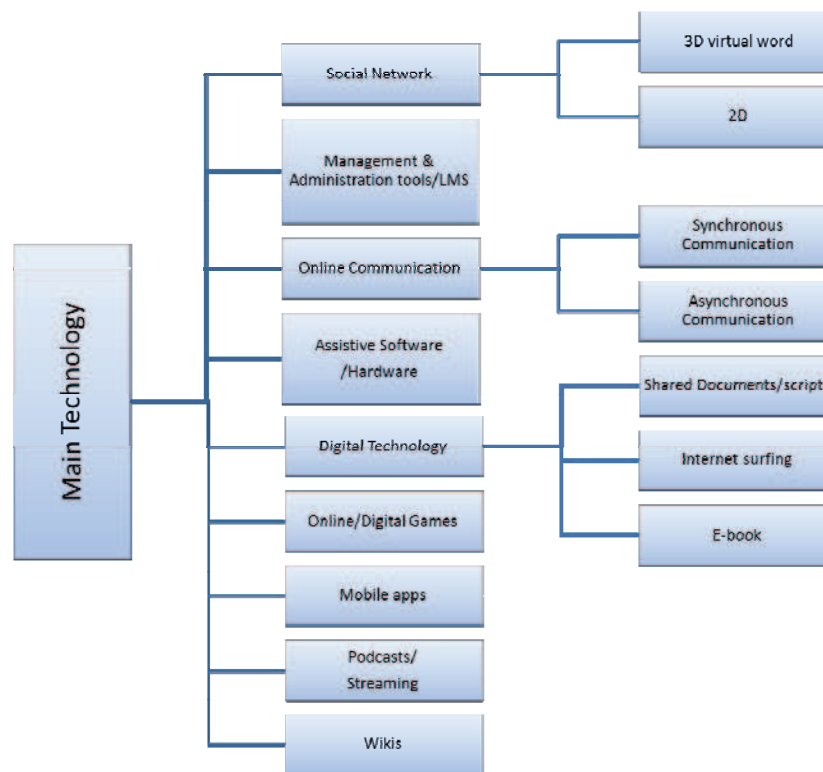 Main Technology
Social Network
3D virtual word
2D
Management &
Administration tools/LMS
Online Communication
Synchronous
Communication
Asynchronous
Communication
Assistive Software
/Hardware
Digital Technology
Shared Documents/script
Internet surfing
E-book
Online/Digital Games
Mobile apps
Podcasts/
Streaming
Wikis